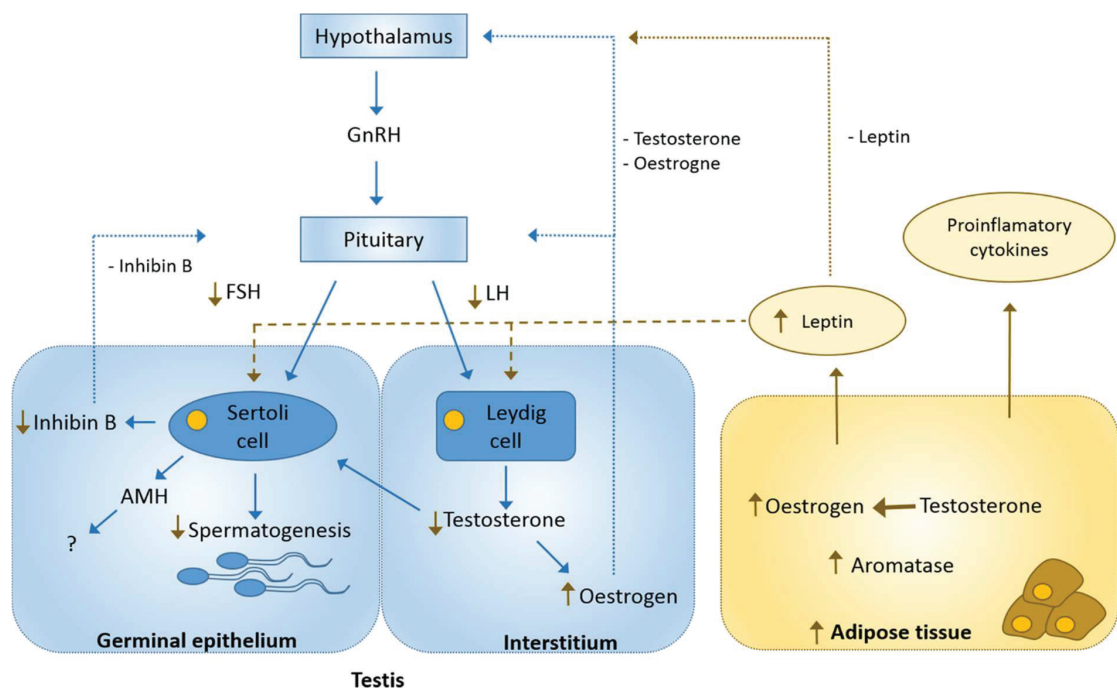 Hypothalamus
GnRH
- Testosterone
- Oestrogne
- Leptin
Pituitary
Proinflamatory
cytokines
- Inhibin B
FSH
LH
Leptin
Inhibin B
Sertoli
cell
Leydig
cell
AMH
?
Spermatogenesis
Testosterone
Oestrogen
Oestrogen
Testosterone
Aromatase
Adipose tissue
Germinal epithelium
Interstitium
Testis